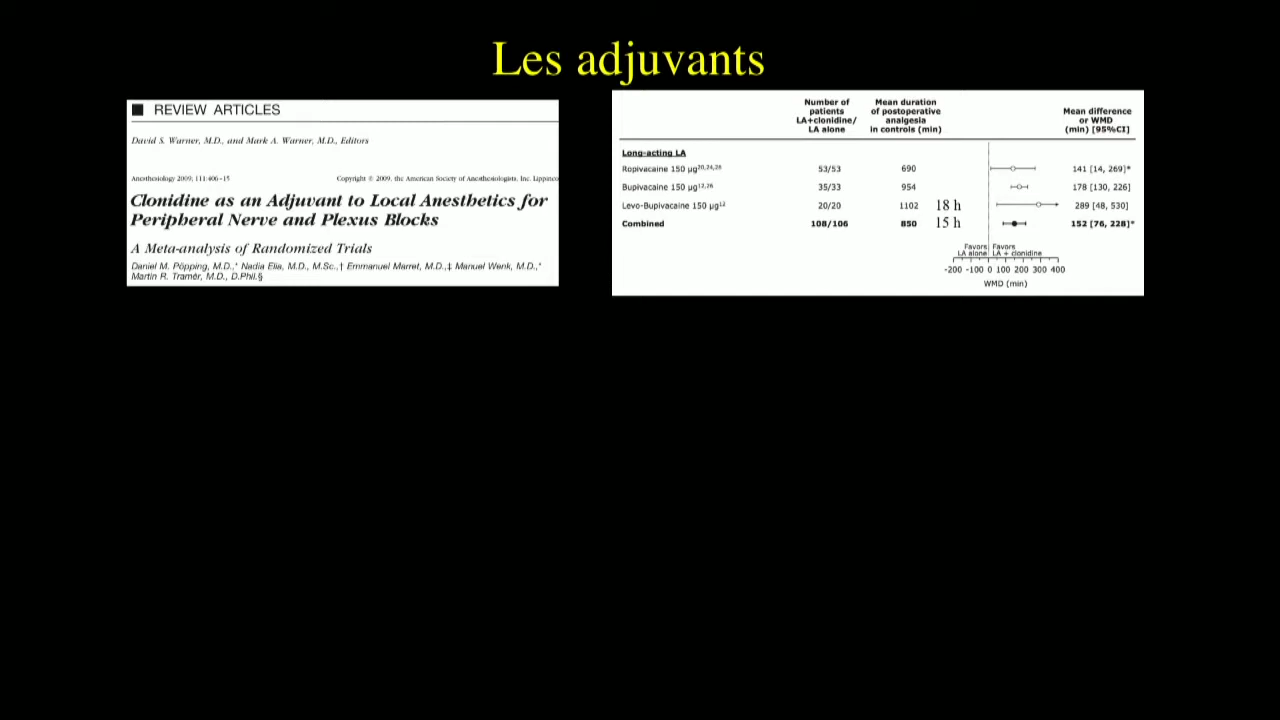 Les adjuvants
REVIEW ARTICLES
David S. Warner, M.D., and Mark A. Warner, M.D., Editors
Anesthesiology 2009; 111:406–15
Copyright © 2009, the American Society of Anesthesiologists, Inc. Lippinco
Clonidine as an Adjuvant to Local Anesthetics for
Peripheral Nerve and Plexus Blocks
A Meta-analysis of Randomized Trials
Daniel M. Pöpping, M.D.,* Nadia Elia, M.D., M.Sc.,† Emmanuel Marret, M.D.,‡ Manuel Wenk, M.D.,*
Martin R. Tramèr, M.D., D.Phil.§
Number of patients LA+clonidine/ LA alone
Mean duration of postoperative analgesia in controls (min)
Mean difference or WMD (min) [95%CI]
Long-acting LA
Ropivacaine 150 µg20,24,28 53/53 690 141 [14, 269]*
Bupivacaine 150 µg12,26 35/33 954 178 [130, 226]
Levo-Bupivacaine 150 µg12 20/20 1102 18 h 289 [48, 530]
Combined 108/106 850 15 h 152 [76, 228]*
Favors LA alone Favors LA + clonidine
-200 -100 0 100 200 300 400
WMD (min)